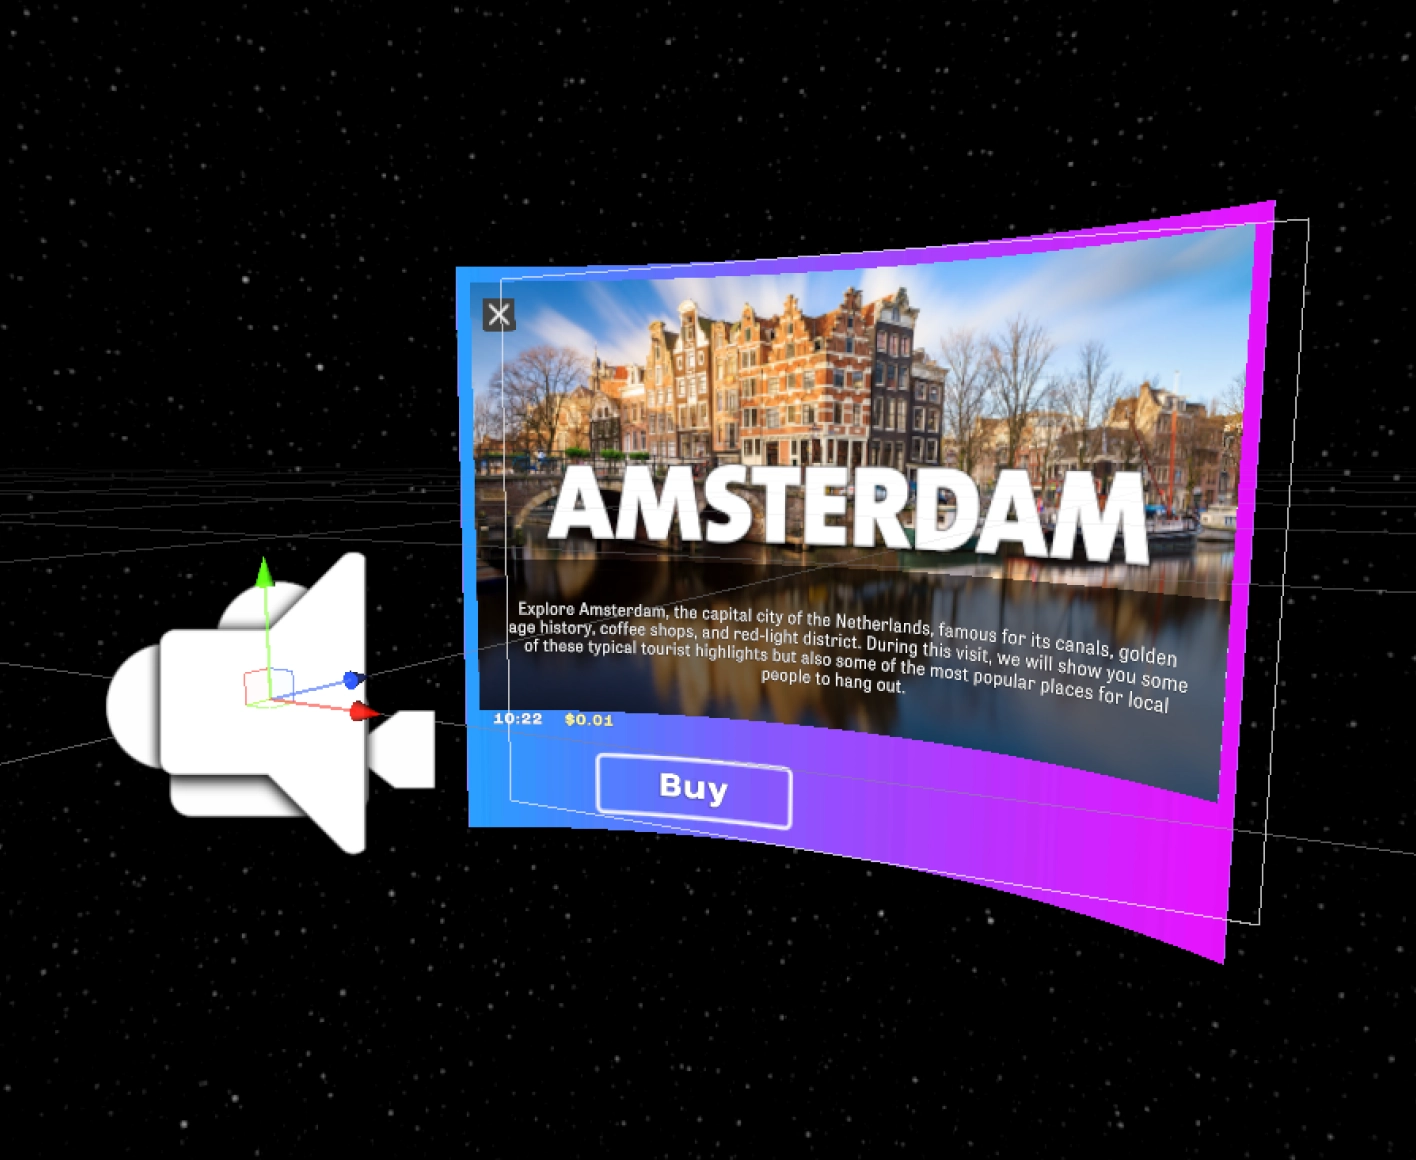 AMSTERDAM
Explore Amsterdam, the capital city of the Netherlands, famous for its canals, golden
age history, coffee shops, and red-light district. During this visit, we will show you some
of these typical tourist highlights but also some of the most popular places for local
people to hang out.
10:22 $0.01
Buy